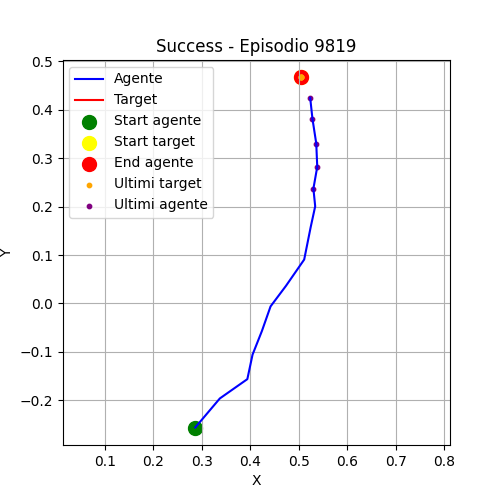 Success - Episodio 9819
Agente
Target
Start agente
Start target
End agente
Ultimi target
Ultimi agente
0.5
0.4
0.3
0.2
0.1
0.0
−0.1
−0.2
Y
0.1 0.2 0.3 0.4 0.5 0.6 0.7 0.8
X